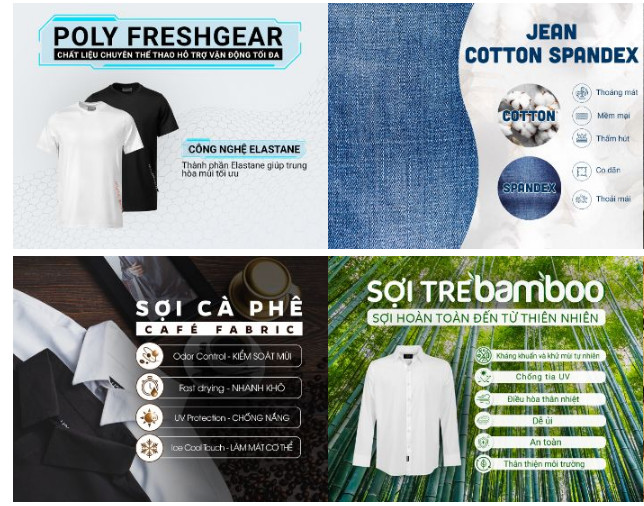 POLY FRESHGEAR
CHẤT LIỆU CHUYÊN THỂ THAO HỖ TRỢ VẬN ĐỘNG TỐI ĐA
CÔNG NGHỆ ELASTANE
Thành phần Elastane giúp trung
hòa mùi tối ưu
JEAN
COTTON SPANDEX
COTTON
Thoáng mát
Mềm mại
Thấm hút
SPANDEX
Co dãn
Thoải mái
SỢI CÀ PHÊ
CAFÉ FABRIC
Odor Control - KIỂM SOÁT MÙI
Fast drying - NHANH KHÔ
UV Protection - CHỐNG NẮNG
Ice Cool Touch - LÀM MÁT CƠ THỂ
SỢI TRE bamboo
SỢI HOÀN TOÀN ĐẾN TỪ THIÊN NHIÊN
Kháng khuẩn và khử mùi tự nhiên
Chống tia UV
Điều hòa thân nhiệt
Dễ ủi
An toàn
Thân thiện môi trường